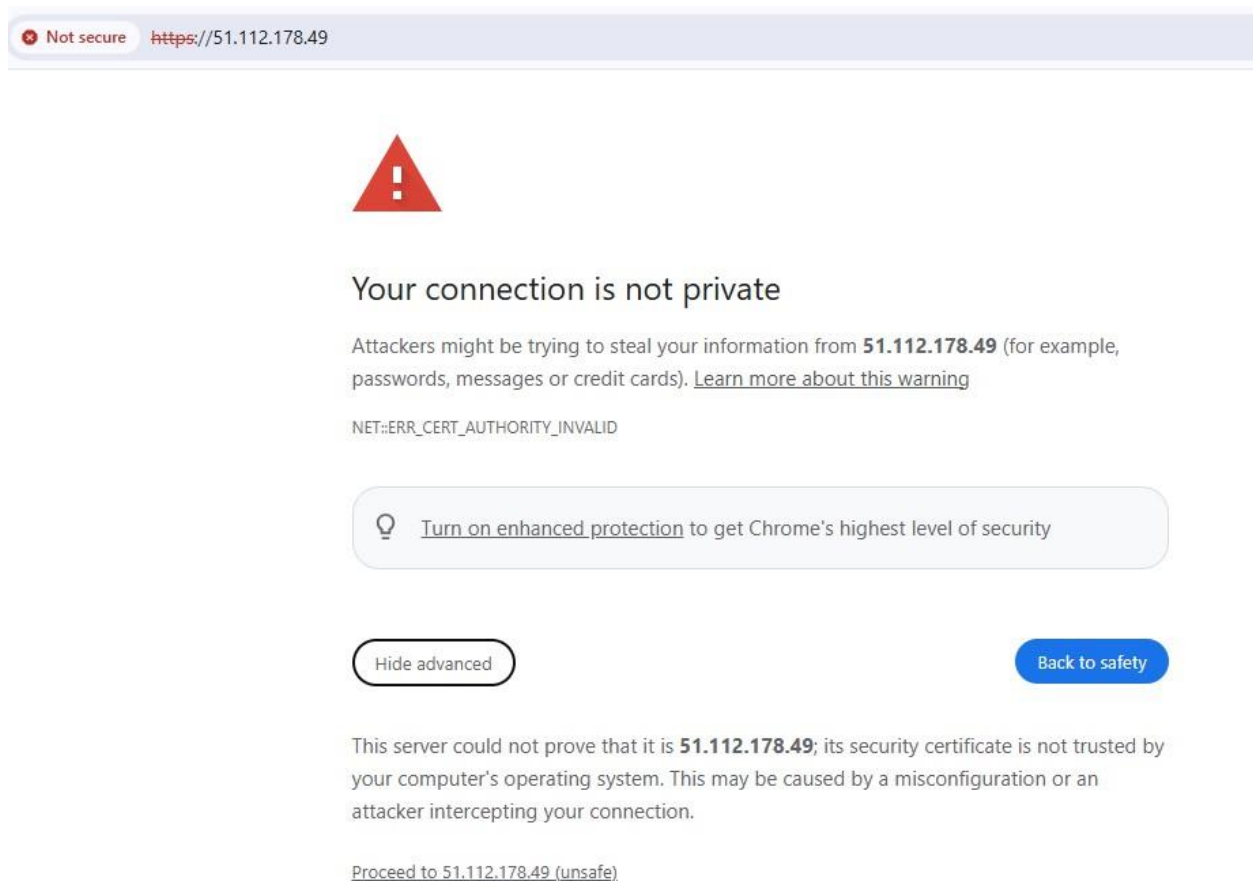 Not secure https://51.112.178.49
Your connection is not private
Attackers might be trying to steal your information from 51.112.178.49 (for example,
passwords, messages or credit cards). Learn more about this warning
NET::ERR_CERT_AUTHORITY_INVALID
Turn on enhanced protection to get Chrome's highest level of security
Hide advanced
Back to safety
This server could not prove that it is 51.112.178.49; its security certificate is not trusted by
your computer's operating system. This may be caused by a misconfiguration or an
attacker intercepting your connection.
Proceed to 51.112.178.49 (unsafe)